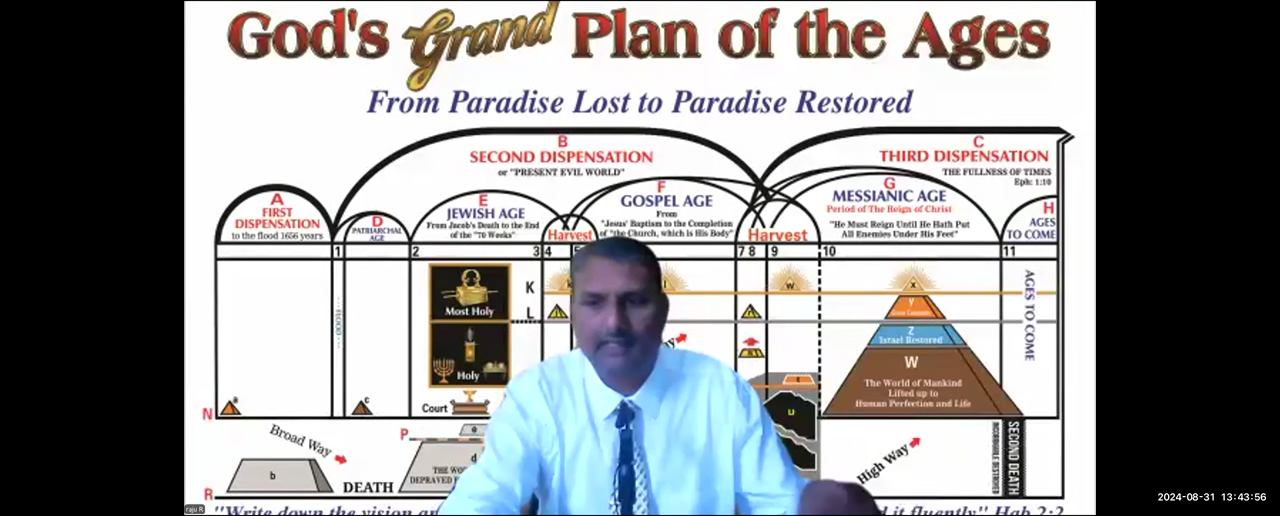 God's Grand Plan of the Ages
From Paradise Lost to Paradise Restored
B
SECOND DISPENSATION
or "PRESENT EVIL WORLD"
C
THIRD DISPENSATION
THE FULLNESS OF TIMES
Eph: 1:10
A
FIRST
DISPENSATION
to the flood 1656 years
D
PATRIARCHAL
AGE
E
JEWISH AGE
From Jacob's Death to the End
of the "70 Weeks"
Harvest
F
GOSPEL AGE
From
"Jesus' Baptism to the Completion
of "the Church, which is His Body"
Harvest
G
MESSIANIC AGE
Period of The Reign of Christ
"He Must Reign Until He Hath Put
All Enemies Under His Feet"
H
AGES
TO COME
1 2 3 4 7 8 9 10 11
FLOOD
Most Holy
K
L
Holy
Court
w
x
Y
Z
Israel Restored
W
The World of Mankind
Lifted up to
Human Perfection and Life
AGES TO COME
u
N
a
c
P
e
Broad Way
b
d
DEATH
High Way
SECOND DEATH
R
raju R
"Write down the vision
it fluently" Hab 2:2
2024-08-31 13:43:56